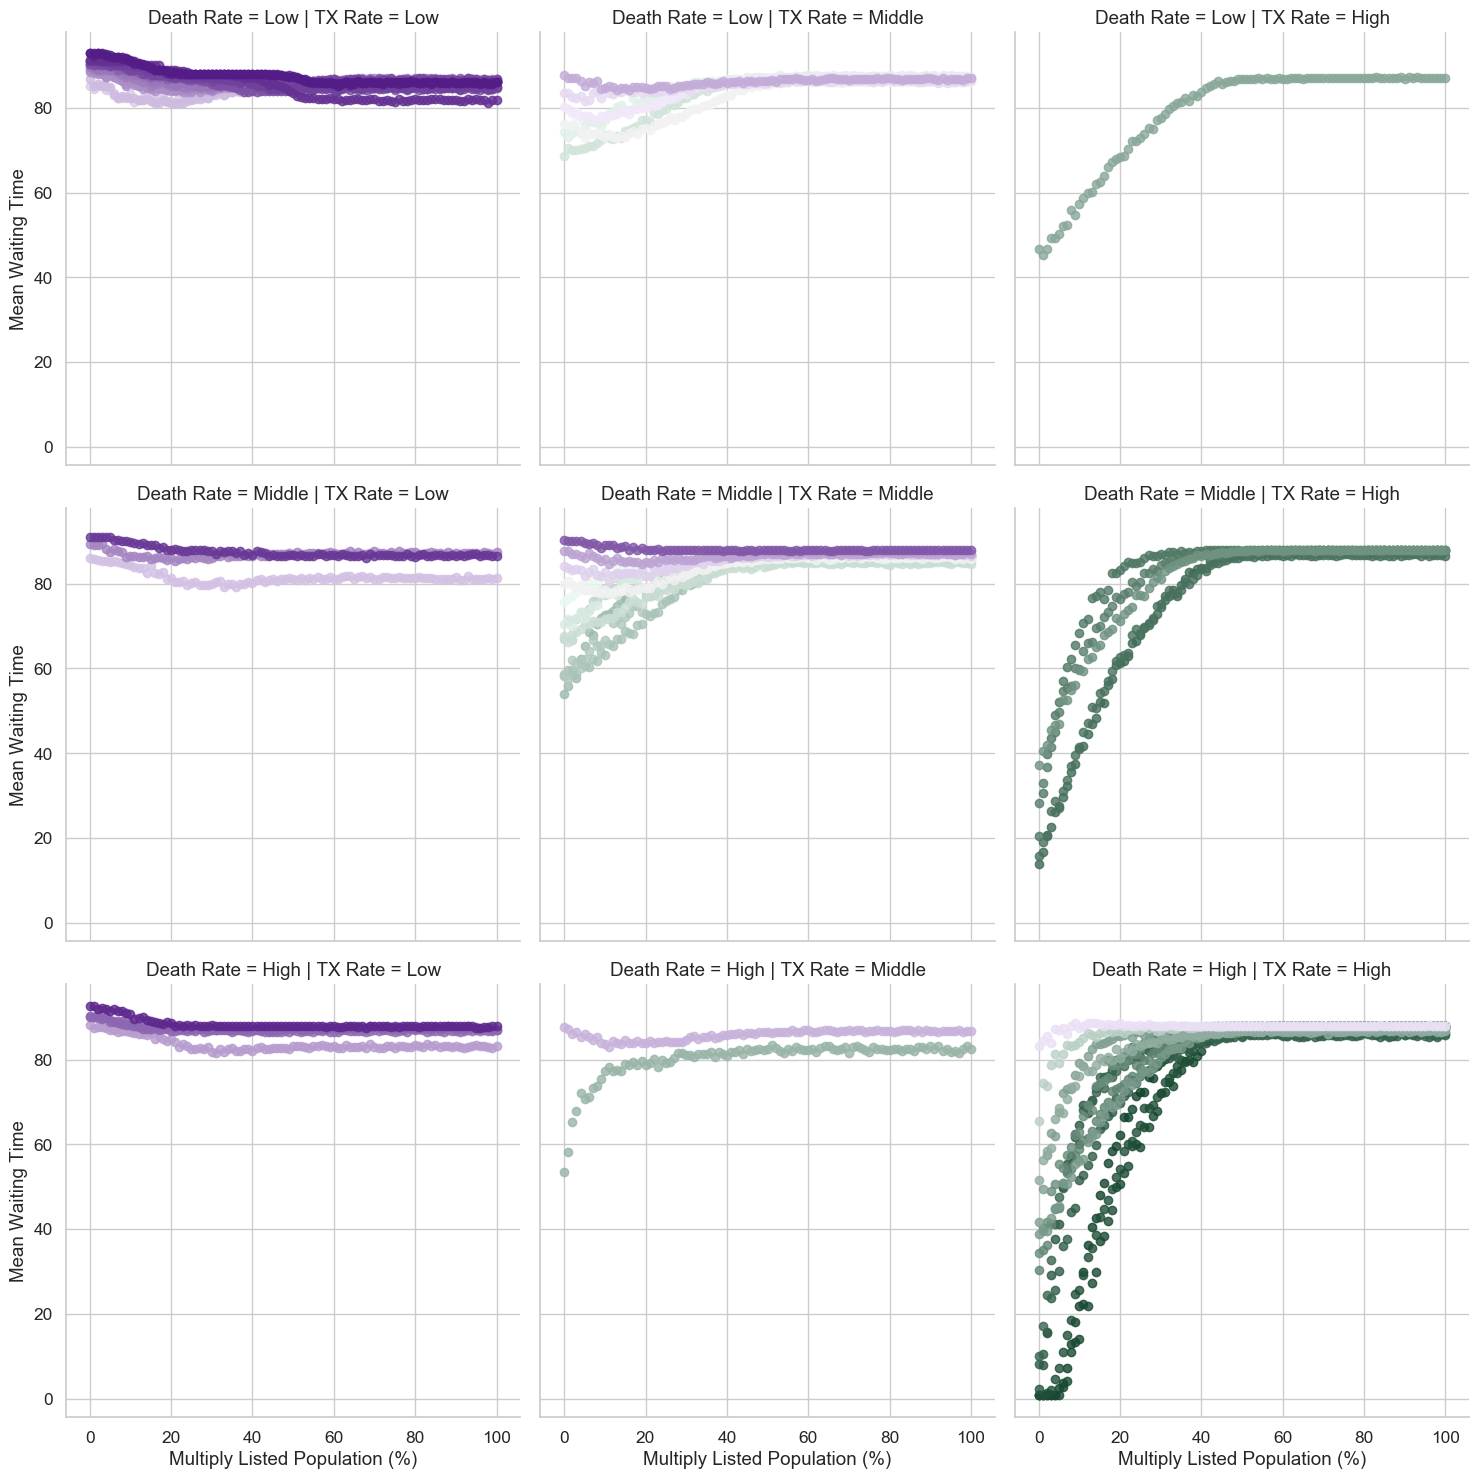 Death Rate = Low | TX Rate = Low
Death Rate = Low | TX Rate = Middle
Death Rate = Low | TX Rate = High
Mean Waiting Time
80
60
40
20
0
Death Rate = Middle | TX Rate = Low
Death Rate = Middle | TX Rate = Middle
Death Rate = Middle | TX Rate = High
Mean Waiting Time
80
60
40
20
0
Death Rate = High | TX Rate = Low
Death Rate = High | TX Rate = Middle
Death Rate = High | TX Rate = High
Mean Waiting Time
80
60
40
20
0
0 20 40 60 80 100
0 20 40 60 80 100
0 20 40 60 80 100
Multiply Listed Population (%)
Multiply Listed Population (%)
Multiply Listed Population (%)